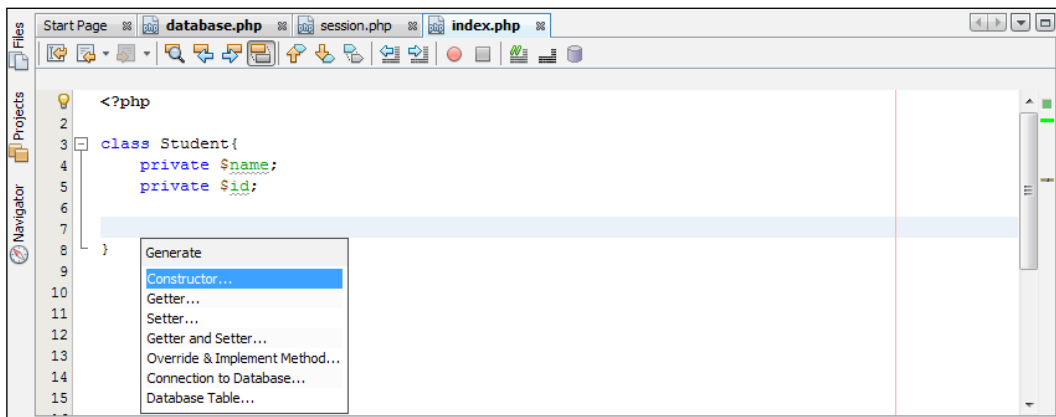 Start Page database.php session.php index.php
Files
Projects
Navigator
<?php
2
3 class Student{
4 private $name;
5 private $id;
6
7
8 }
9
10
11
12
13
14
15
Generate
Constructor...
Getter...
Setter...
Getter and Setter...
Override & Implement Method...
Connection to Database...
Database Table...